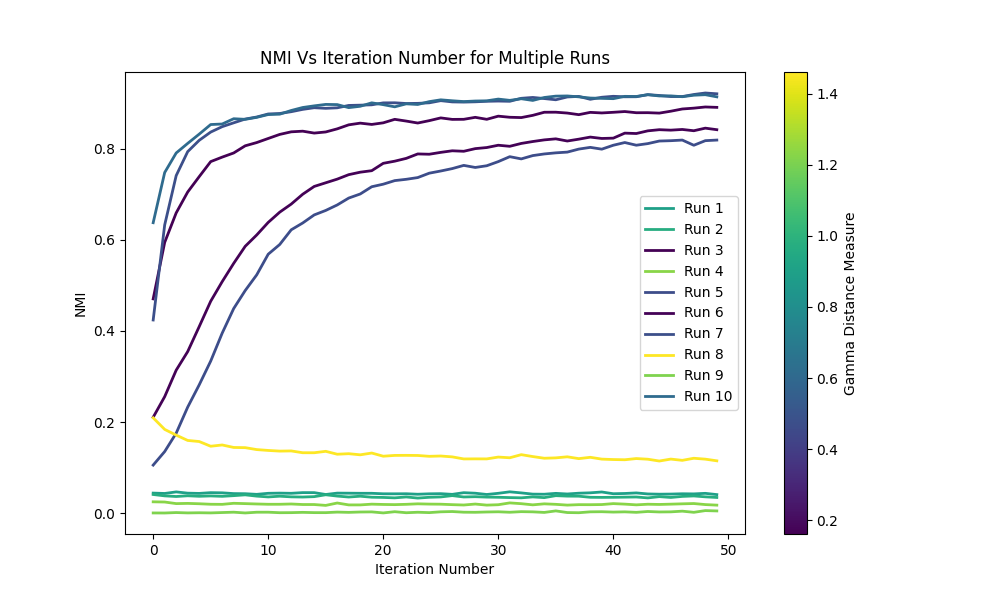 NMI Vs Iteration Number for Multiple Runs
NMI
0.8
0.6
0.4
0.2
0.0
0
10
20
30
40
50
Iteration Number
Run 1
Run 2
Run 3
Run 4
Run 5
Run 6
Run 7
Run 8
Run 9
Run 10
1.4
1.2
1.0
0.8
0.6
0.4
0.2
Gamma Distance Measure